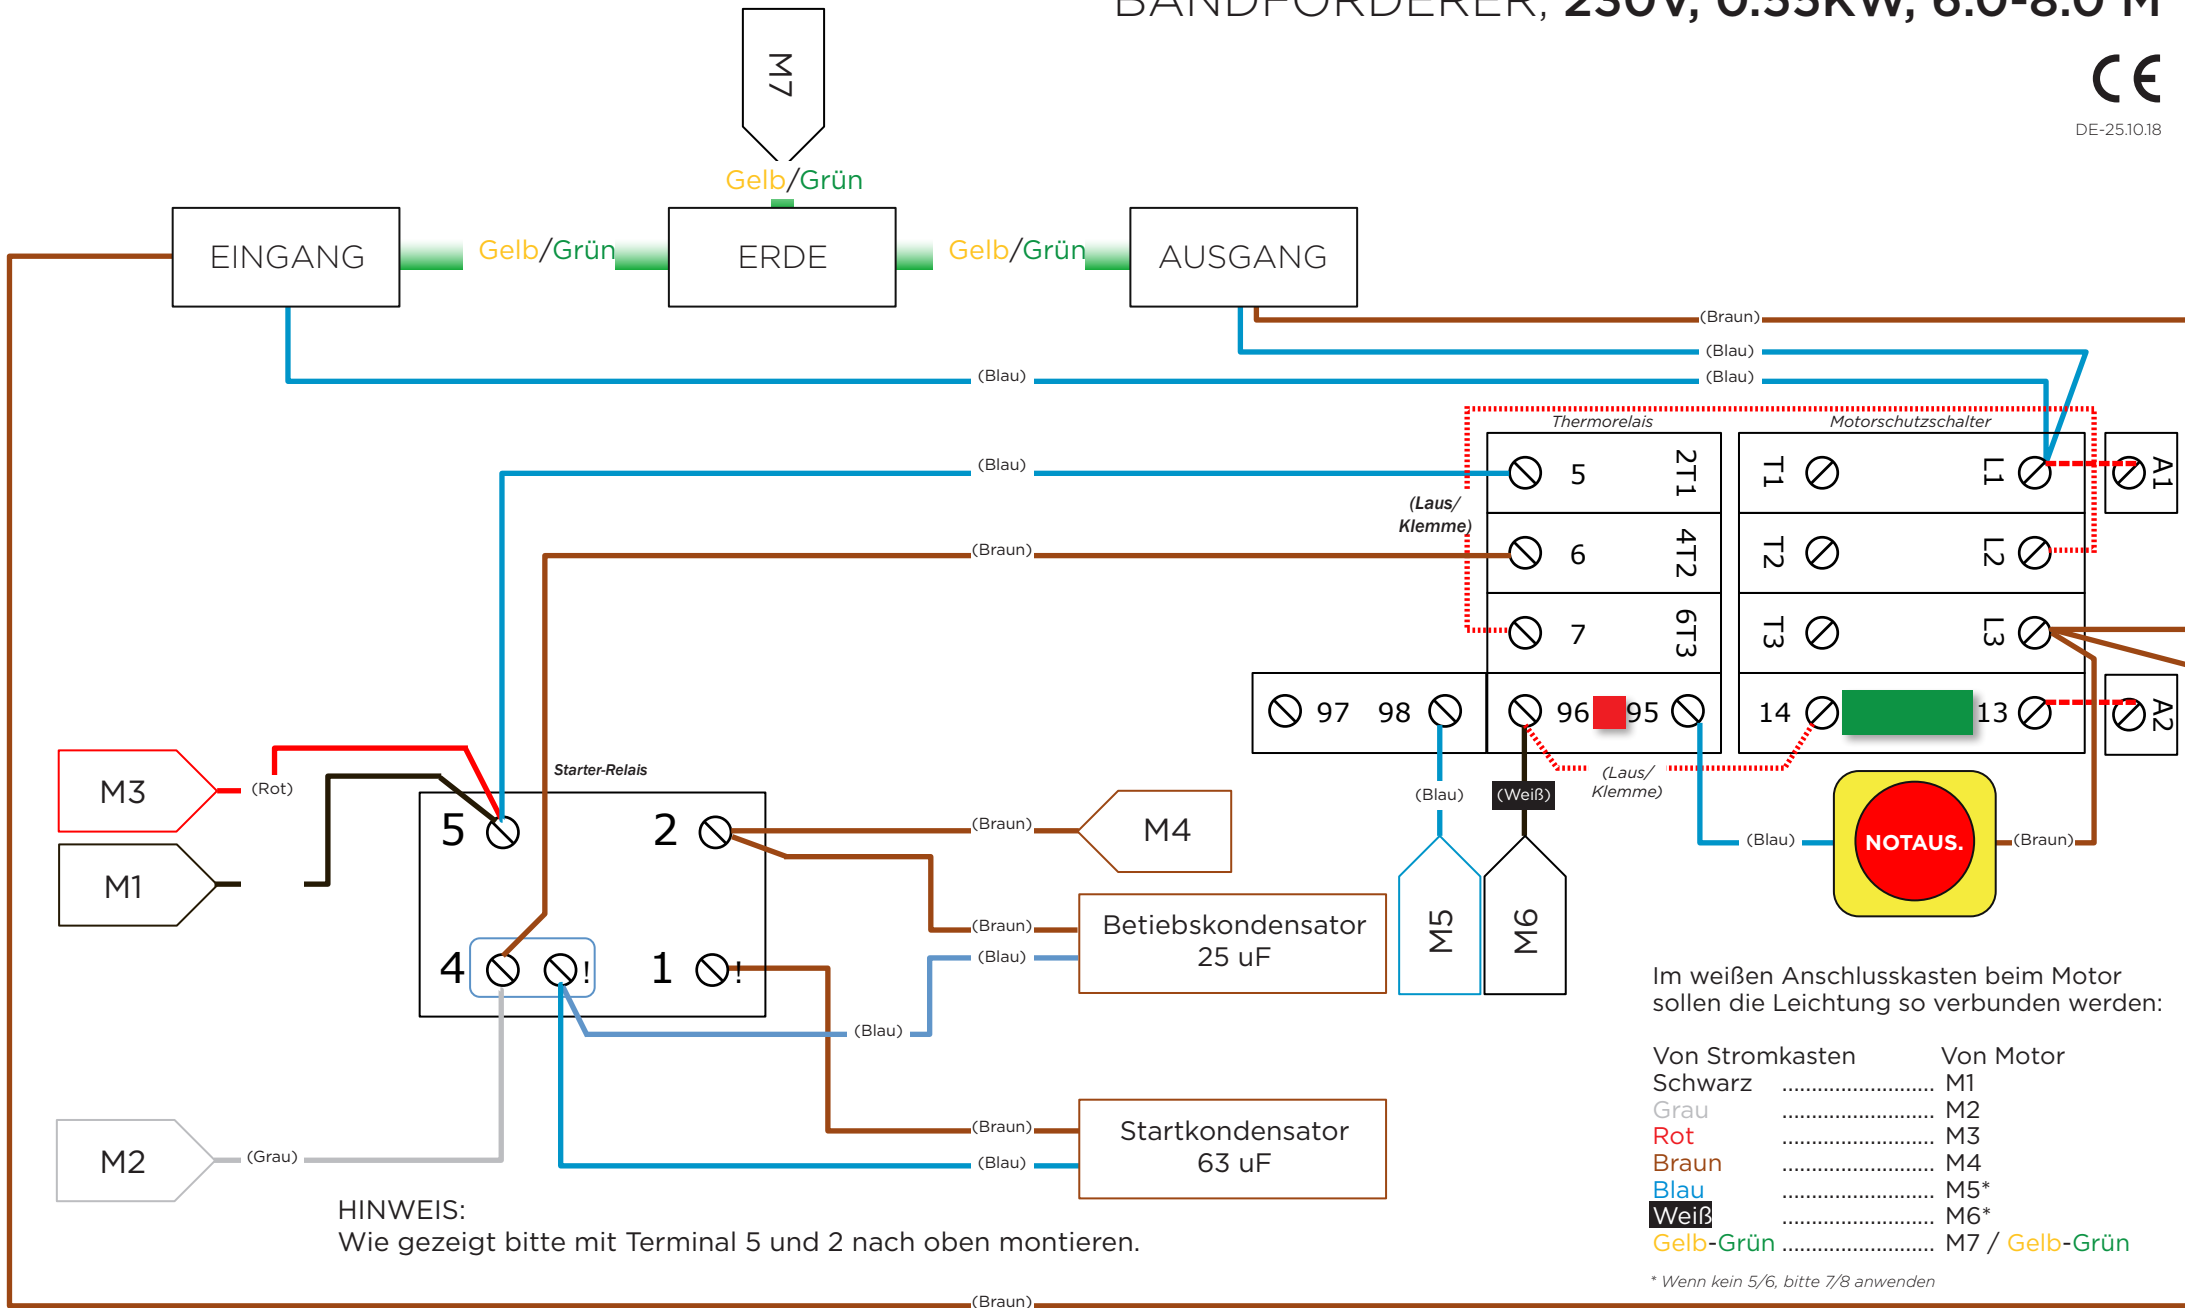 BANDFÖRDERER, 230V, 0.55KW, 6.0-8.0 M
CE
DE-25.10.18
M7
Gelb/Grün
EINGANG
Gelb/Grün
ERDE
Gelb/Grün
AUSGANG
(Braun)
(Blau)
(Blau)
(Blau)
Thermorelais
Motorschutzschalter
(Blau)
5
2T1
T1
L1
A1
(Laus/
Klemme)
(Braun)
6
4T2
T2
L2
7
6T3
T3
L3
97
98
96
95
14
13
A2
M3
(Rot)
Starter-Relais
(Blau)
(Weiß)
(Laus/
Klemme)
5
2
(Braun)
M4
(Blau)
NOTAUS.
(Braun)
M1
(Braun)
Betiebskondensator
25 uF
M5
M6
4
!
1
!
(Blau)
(Blau)
Im weißen Anschlusskasten beim Motor
sollen die Leichtung so verbunden werden:
Von Stromkasten Von Motor
Schwarz .......................... M1
Grau .......................... M2
Rot .......................... M3
Braun .......................... M4
Blau .......................... M5*
Weiß .......................... M6*
Gelb-Grün .......................... M7 / Gelb-Grün
* Wenn kein 5/6, bitte 7/8 anwenden
(Braun)
Startkondensator
63 uF
(Blau)
M2
(Grau)
HINWEIS:
Wie gezeigt bitte mit Terminal 5 und 2 nach oben montieren.
(Braun)